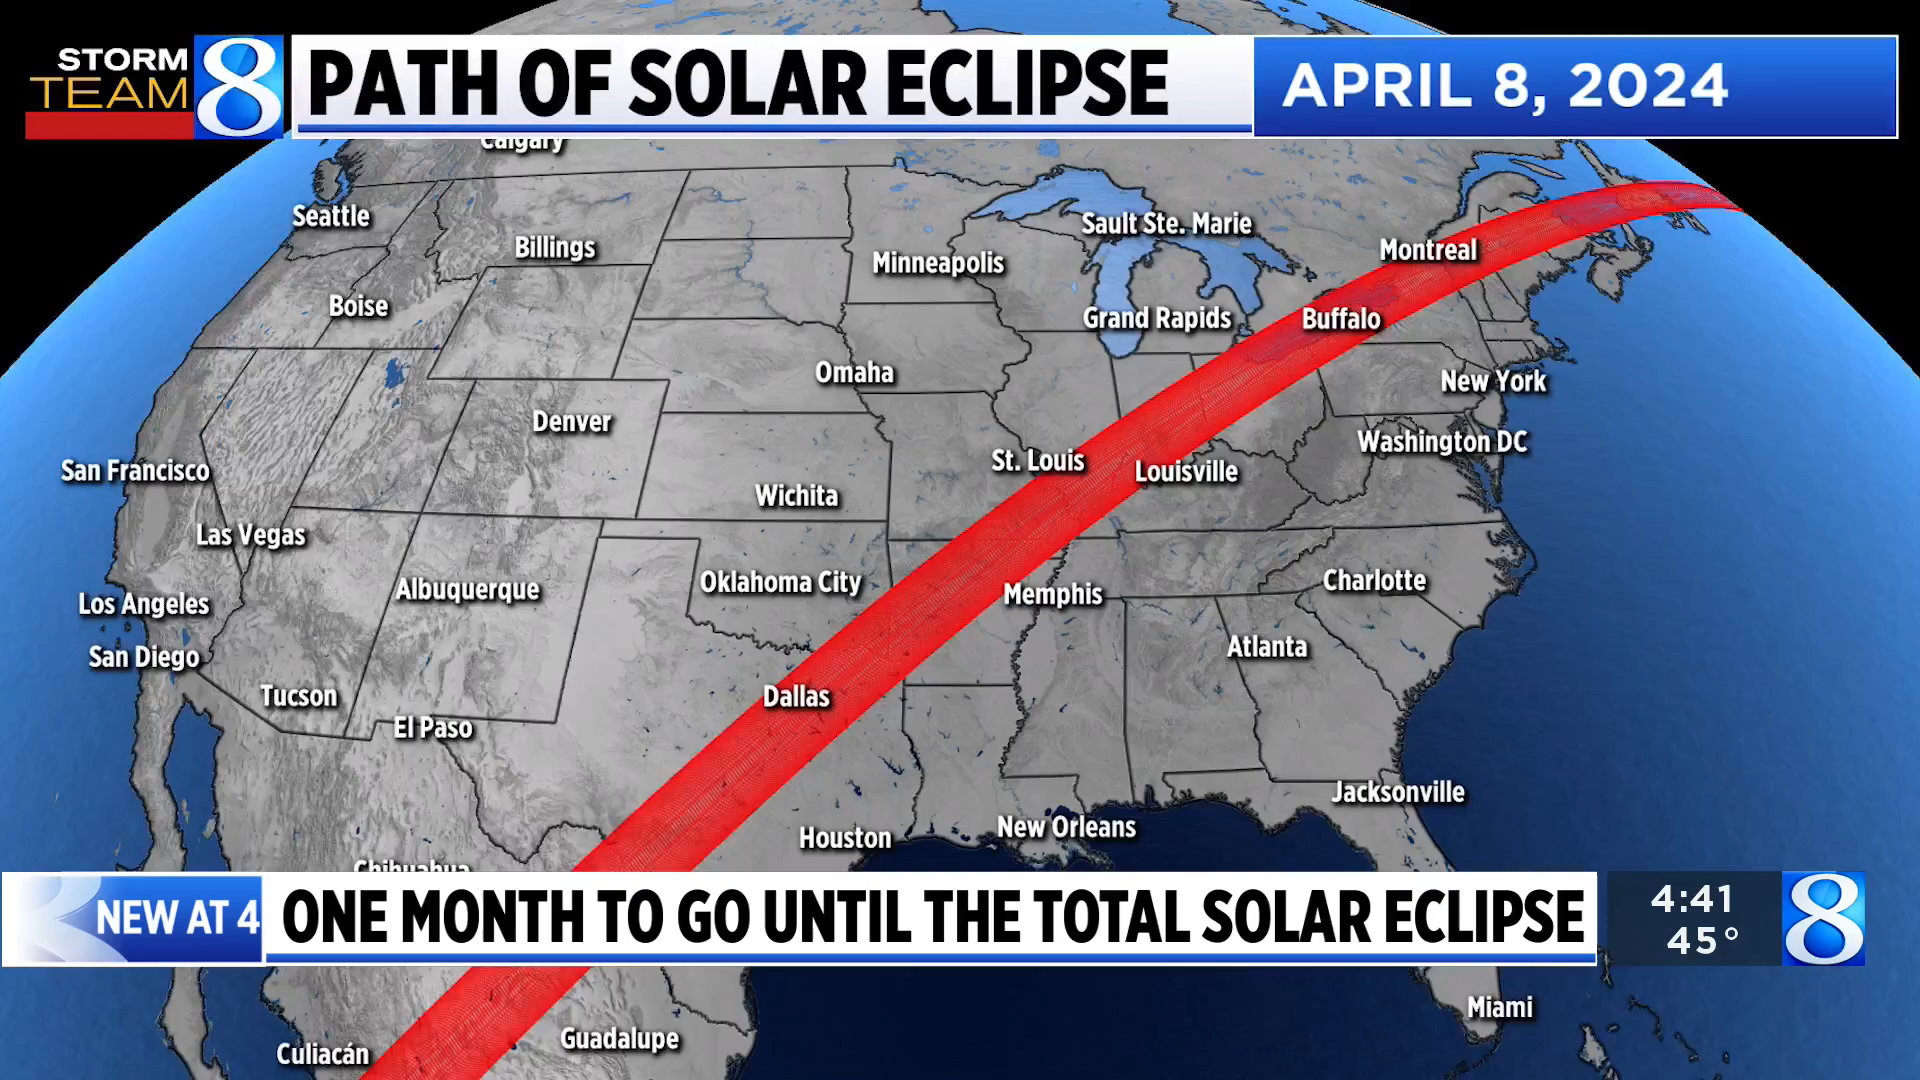 STORM
TEAM 8
PATH OF SOLAR ECLIPSE
APRIL 8, 2024
Calgary
Seattle
Sault Ste. Marie
Billings
Montreal
Minneapolis
Boise
Grand Rapids
Buffalo
Omaha
New York
Denver
Washington DC
San Francisco
St. Louis
Louisville
Wichita
Las Vegas
Oklahoma City
Charlotte
Albuquerque
Memphis
Los Angeles
Atlanta
San Diego
Tucson
Dallas
El Paso
Jacksonville
New Orleans
Houston
Chihuahua
NEW AT 4
ONE MONTH TO GO UNTIL THE TOTAL SOLAR ECLIPSE
4:41
45°
8
Miami
Guadalupe
Culiacán